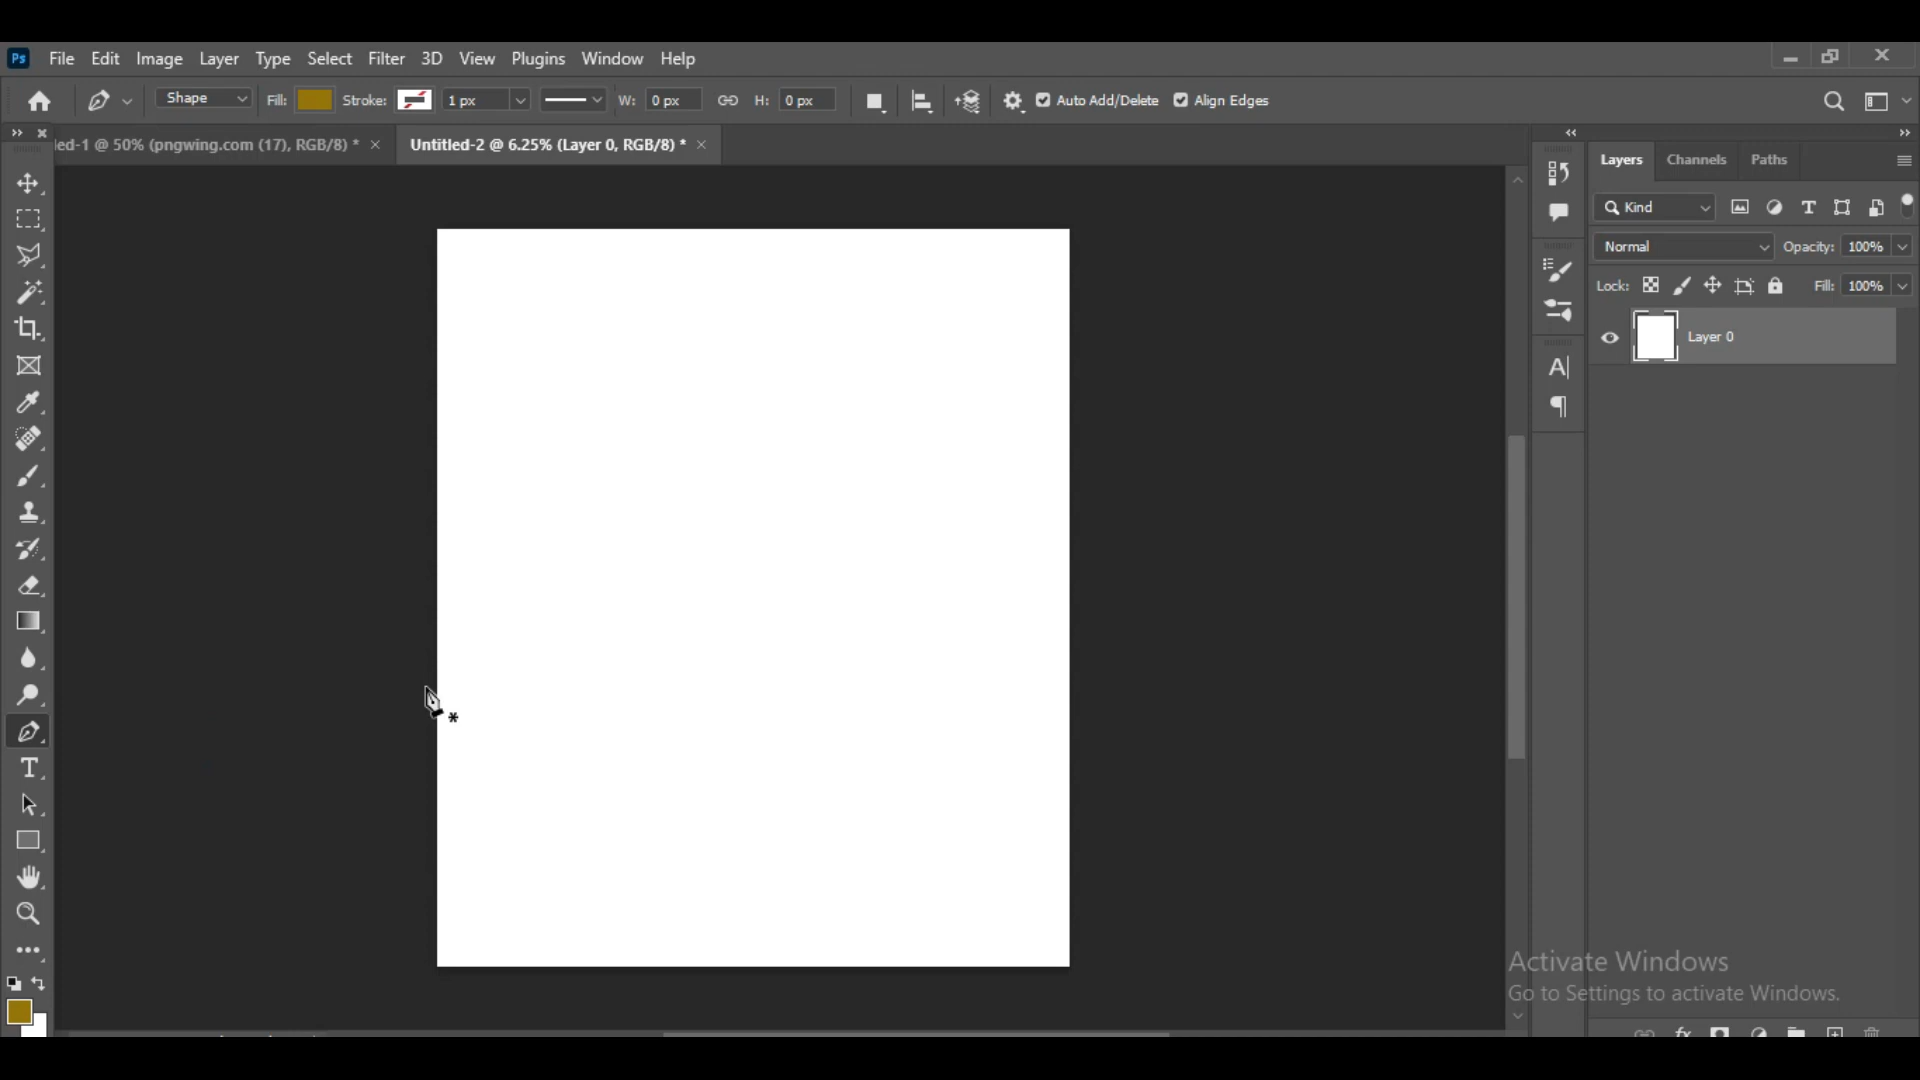 Ps File Edit Image Layer Type Select Filter 3D View Plugins Window Help
Shape Fill: Stroke: 1 px W: 0 px H: 0 px Auto Add/Delete Align Edges
led-1 @ 50% (pngwing.com (17), RGB/8) * × Untitled-2 @ 6.25% (Layer 0, RGB/8) * ×
Layers Channels Paths
Kind
Normal Opacity: 100%
Lock: Fill: 100%
Layer 0
Activate Windows
Go to Settings to activate Windows.